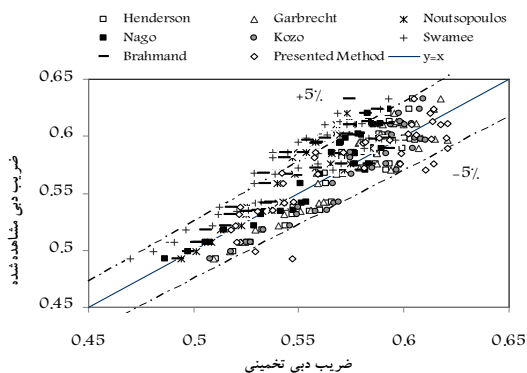 Henderson Garbrecht Noutsopoulos
Nago Kozo Swamee
Brahmand Presented Method y=x
0.65
0.6
0.55
0.5
0.45
+5%
-5%
0.45 0.5 0.55 0.6 0.65
ضریب دبی مشاهده شده
ضریب دبی تخمینی